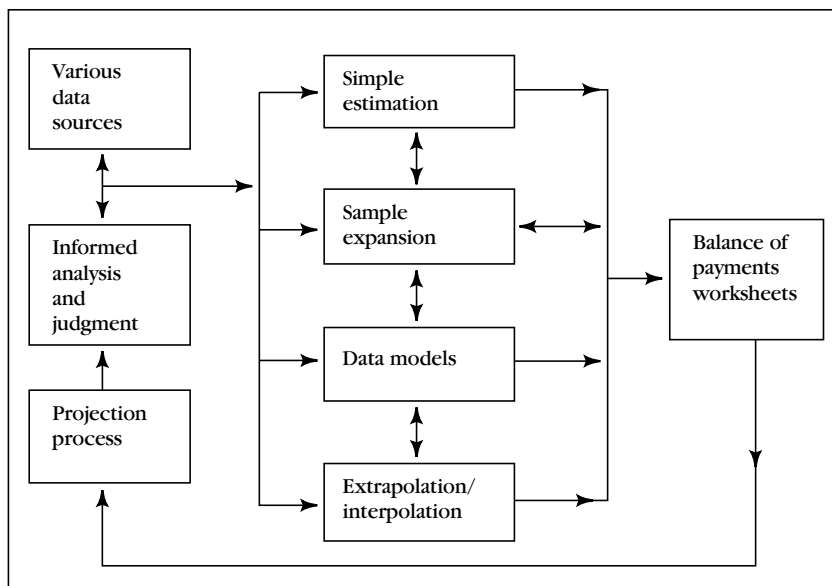 Various
data
sources
Informed
analysis
and
judgment
Projection
process
Simple
estimation
Sample
expansion
Data models
Extrapolation/
interpolation
Balance of
payments
worksheets